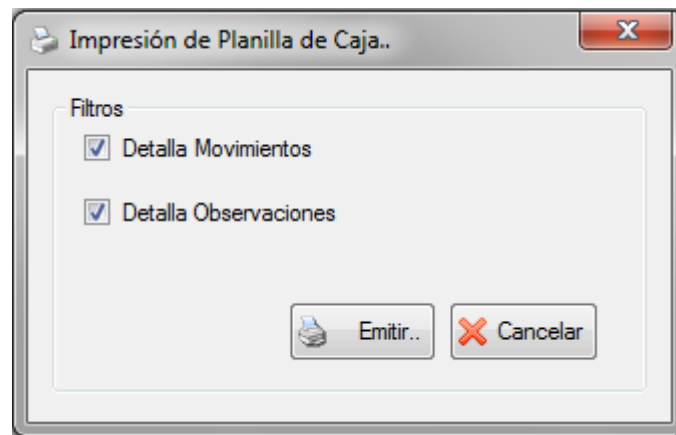 Impresión de Planilla de Caja..
Filtros
Detalla Movimientos
Detalla Observaciones
Emitir..
Cancelar